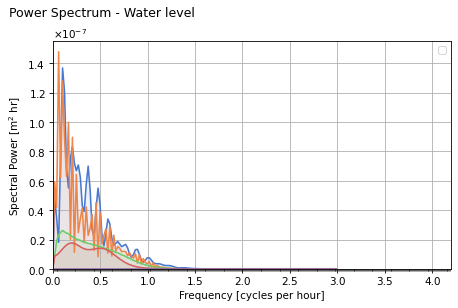 Power Spectrum - Water level
×10⁻⁷
1.4
1.2
1.0
0.8
0.6
0.4
0.2
0.0
Spectral Power [m² hr]
0.0 0.5 1.0 1.5 2.0 2.5 3.0 3.5 4.0
Frequency [cycles per hour]